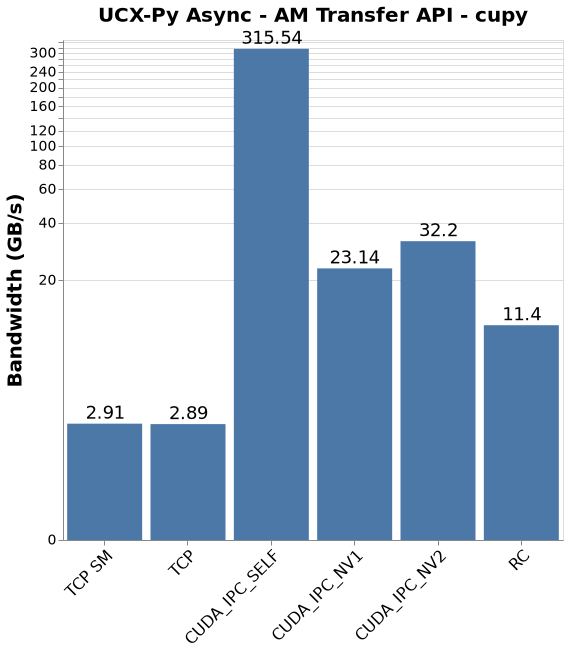 UCX-Py Async - AM Transfer API - cupy
Bandwidth (GB/s)
300
240
200
160
120
100
80
60
40
20
0
2.91
2.89
315.54
23.14
32.2
11.4
TCP SM
TCP
CUDA_IPC_SELF
CUDA_IPC_NV1
CUDA_IPC_NV2
RC